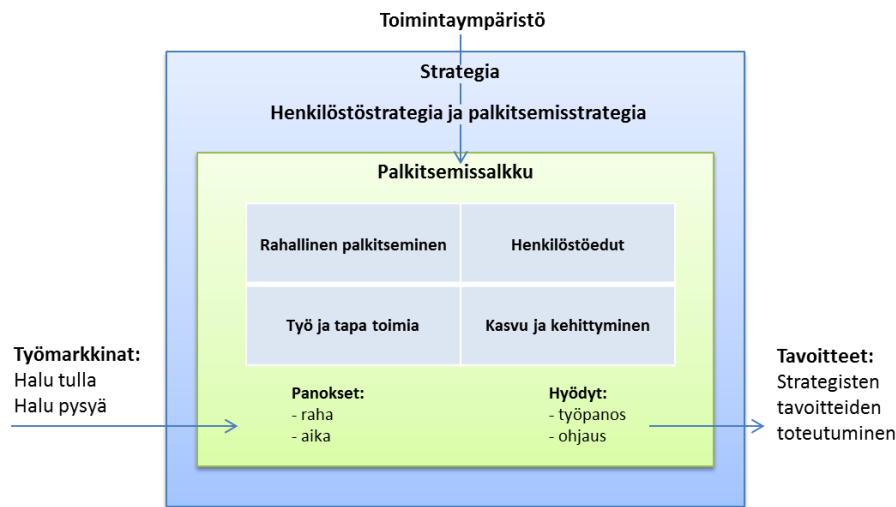 Toimintaympäristö
Strategia
Henkilöstöstrategia ja palkitsemisstrategia
Palkitsemissalkku
Rahallinen palkitseminen
Henkilöstöedut
Työ ja tapa toimia
Kasvu ja kehittyminen
Työmarkkinat:
Halu tulla
Halu pysyä
Panokset:
- raha
- aika
Hyödyt:
- työpanos
- ohjaus
Tavoitteet:
Strategisten
tavoitteiden
toteutuminen